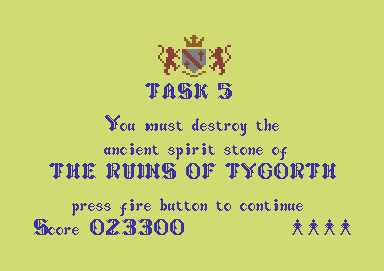 TASK 5
You must destroy the
ancient spirit stone of
THE RUINS OF TYGORTH
press fire button to continue
Score 023300